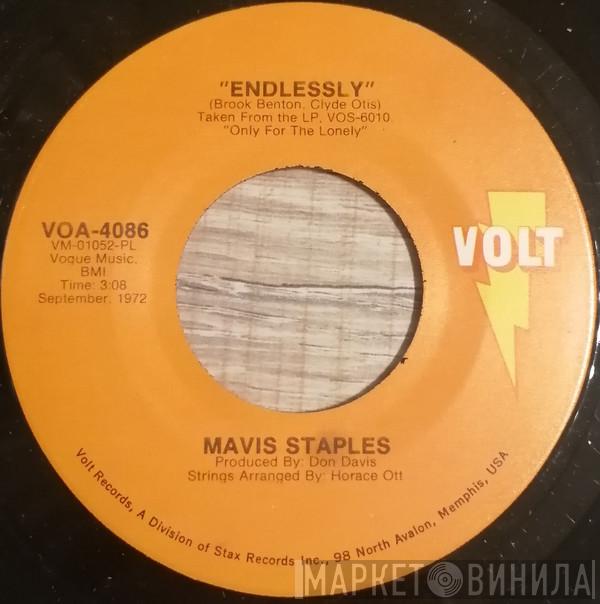 "ENDLESSLY"
(Brook Benton, Clyde Otis)
Taken From the LP, VOS-6010,
"Only For The Lonely"
VOA-4086
VM-01052-PL
Vogue Music,
BMI
Time: 3:08
September, 1972
VOLT
MAVIS STAPLES
Produced By: Don Davis
Strings Arranged By: Horace Ott
Volt Records, A Division of Stax Records Inc., 98 North Avalon, Memphis, USA
МАРКЕТ ВИНИЛА